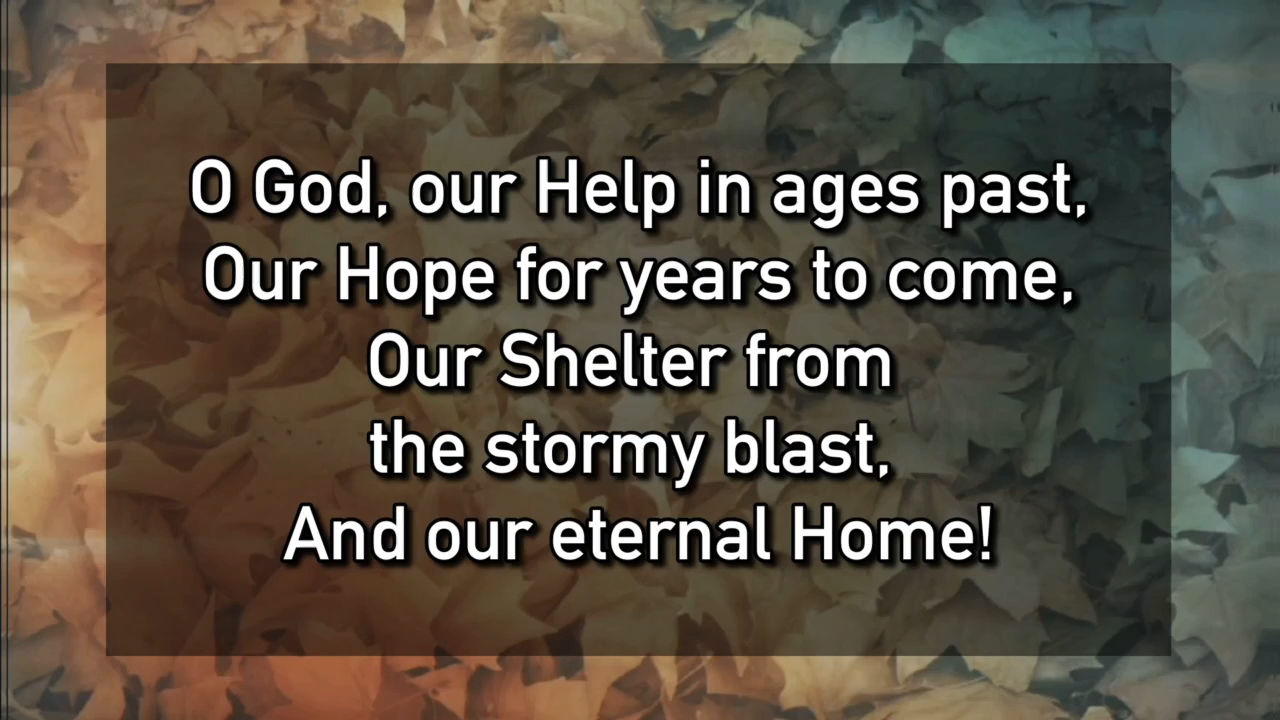 O God, our Help in ages past,
Our Hope for years to come,
Our Shelter from
the stormy blast,
And our eternal Home!